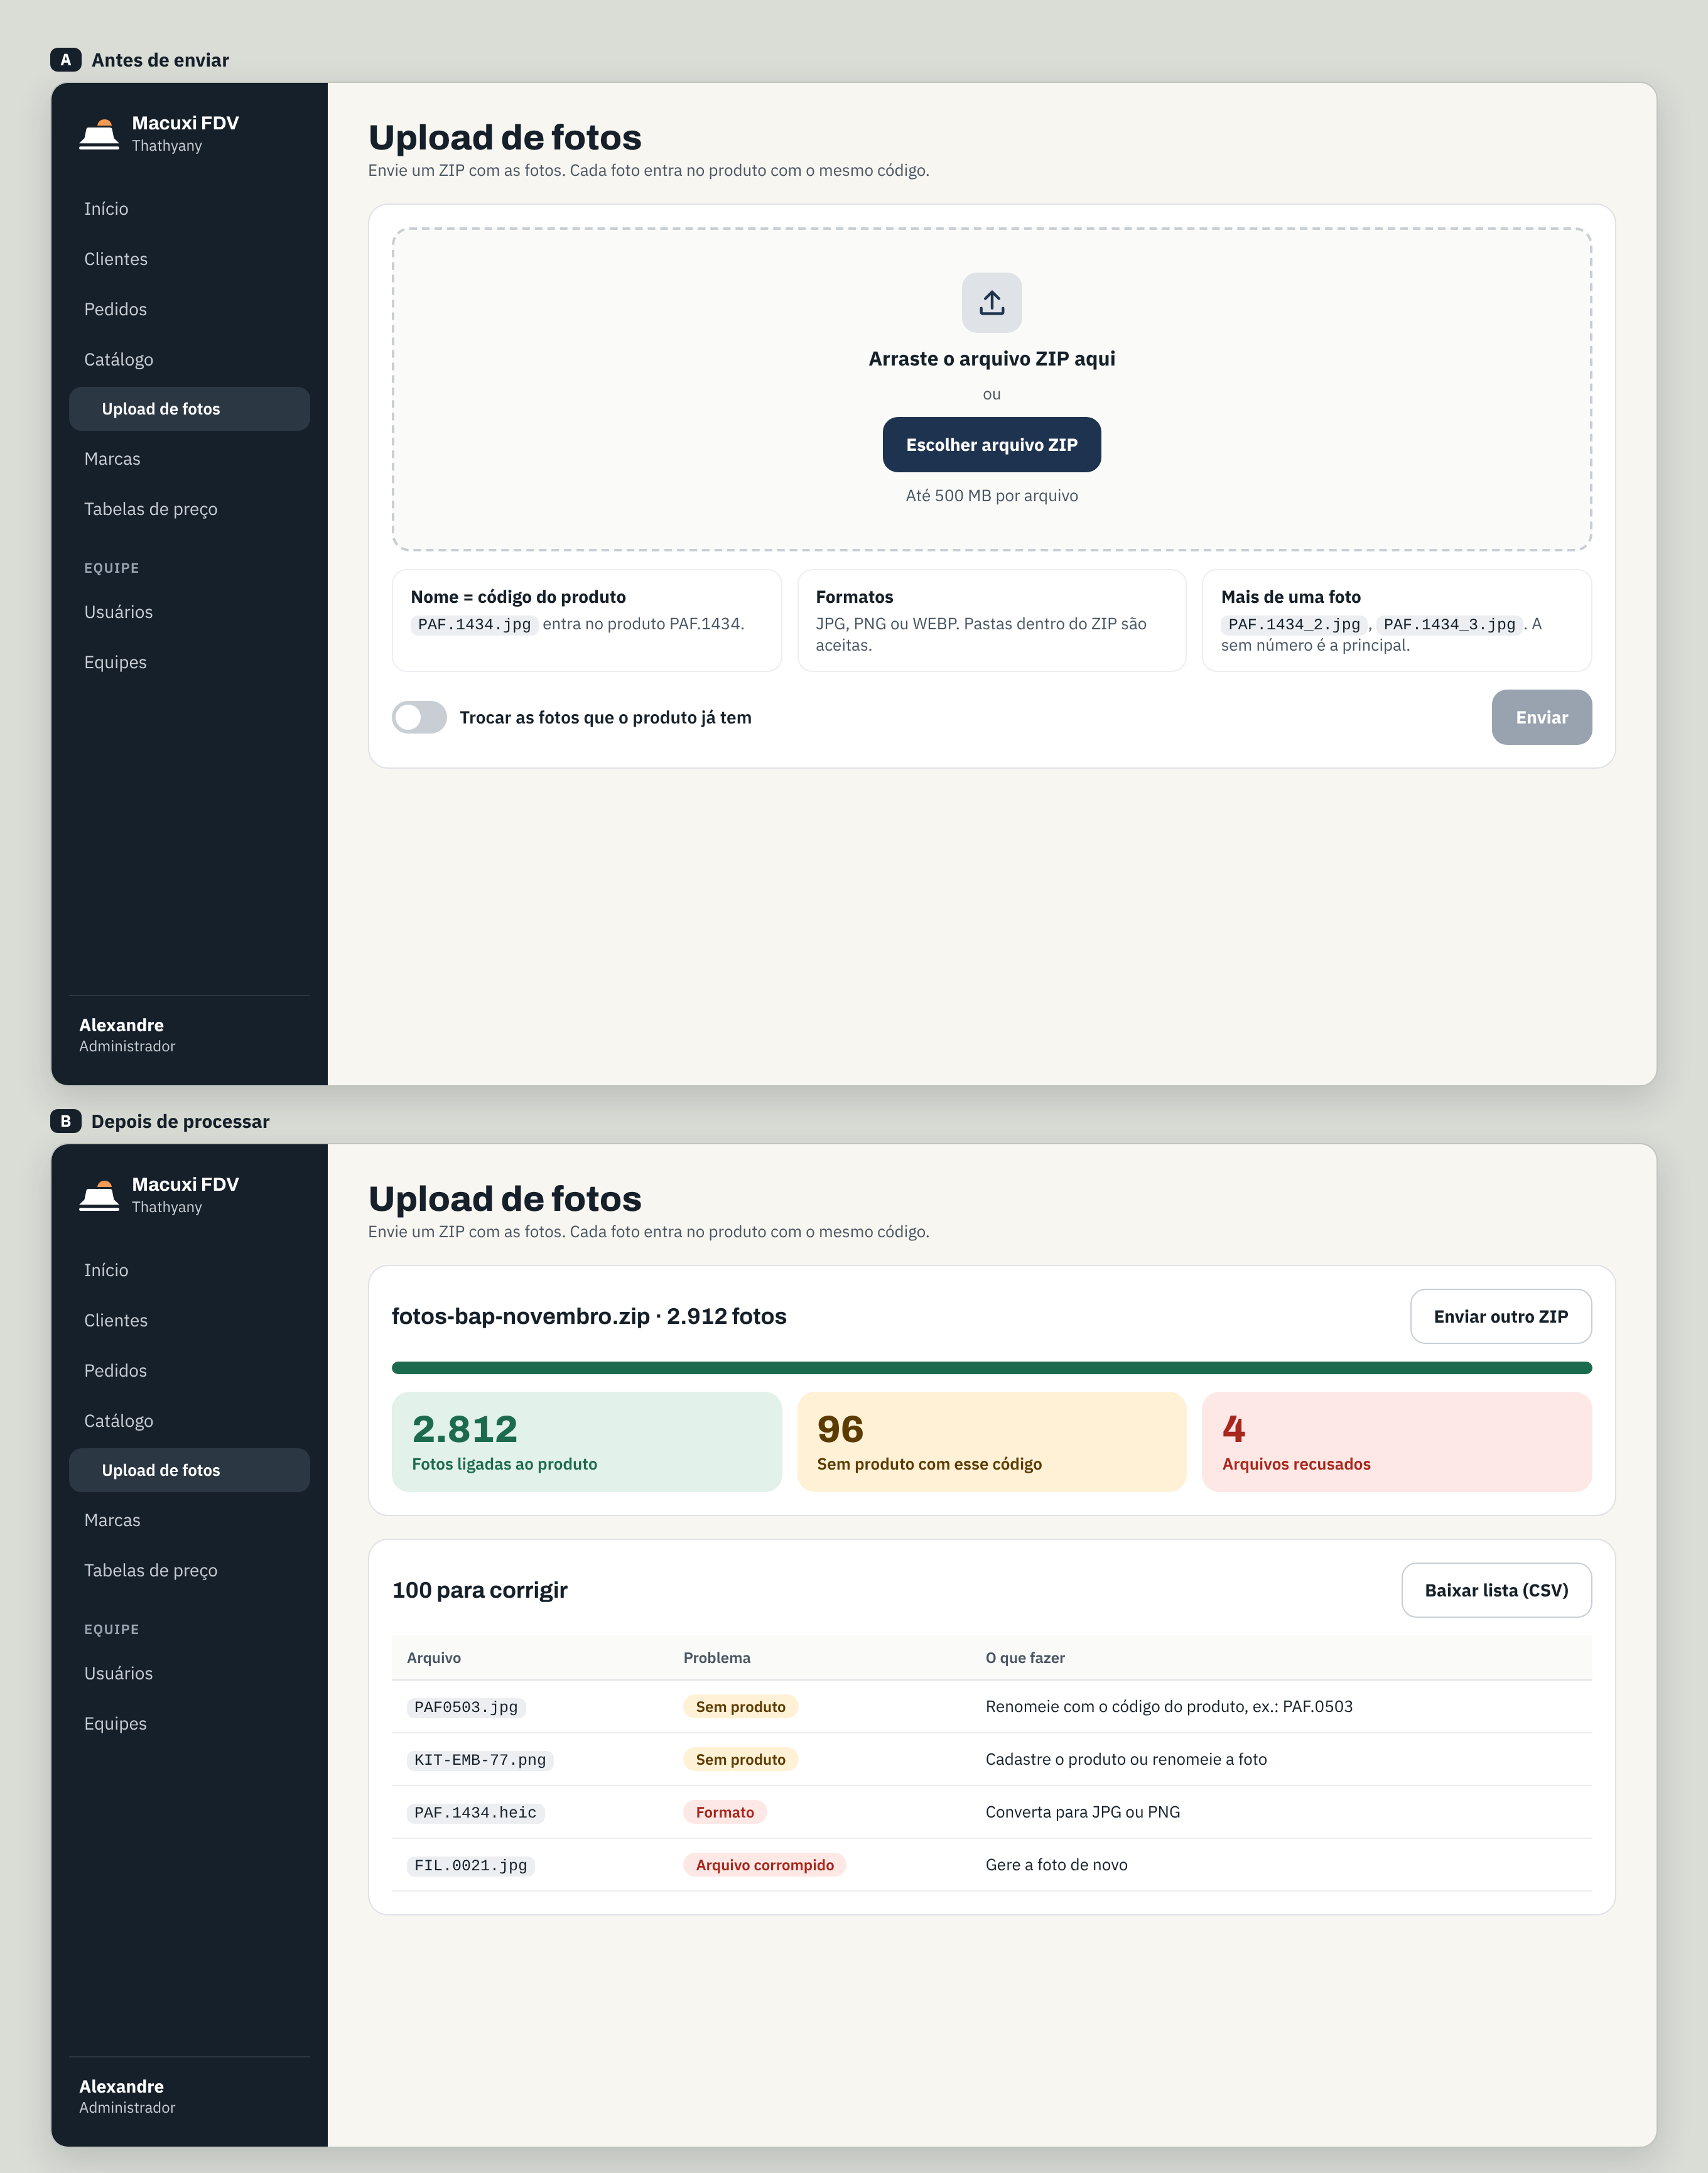 A Antes de enviar
Macuxi FDV
Thathyany
Início
Clientes
Pedidos
Catálogo
Upload de fotos
Marcas
Tabelas de preço
EQUIPE
Usuários
Equipes
Alexandre
Administrador
Upload de fotos
Envie um ZIP com as fotos. Cada foto entra no produto com o mesmo código.
Arraste o arquivo ZIP aqui
ou
Escolher arquivo ZIP
Até 500 MB por arquivo
Nome = código do produto
PAF.1434.jpg entra no produto PAF.1434.
Formatos
JPG, PNG ou WEBP. Pastas dentro do ZIP são
aceitas.
Mais de uma foto
PAF.1434_2.jpg, PAF.1434_3.jpg. A
sem número é a principal.
Trocar as fotos que o produto já tem
Enviar
B Depois de processar
Macuxi FDV
Thathyany
Início
Clientes
Pedidos
Catálogo
Upload de fotos
Marcas
Tabelas de preço
EQUIPE
Usuários
Equipes
Alexandre
Administrador
Upload de fotos
Envie um ZIP com as fotos. Cada foto entra no produto com o mesmo código.
fotos-bap-novembro.zip · 2.912 fotos
Enviar outro ZIP
2.812
Fotos ligadas ao produto
96
Sem produto com esse código
4
Arquivos recusados
100 para corrigir
Baixar lista (CSV)
Arquivo Problema O que fazer
PAF0503.jpg Sem produto Renomeie com o código do produto, ex.: PAF.0503
KIT-EMB-77.png Sem produto Cadastre o produto ou renomeie a foto
PAF.1434.heic Formato Converta para JPG ou PNG
FIL.0021.jpg Arquivo corrompido Gere a foto de novo